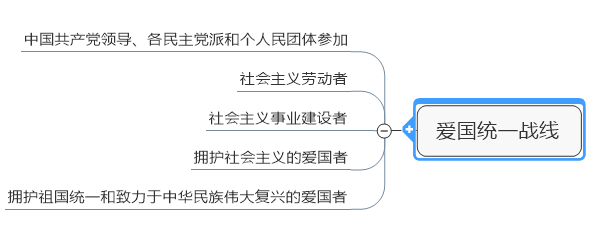 中国共产党领导、各民主党派和个人民团体参加
社会主义劳动者
社会主义事业建设者
拥护社会主义的爱国者
拥护祖国统一和致力于中华民族伟大复兴的爱国者
爱国统一战线